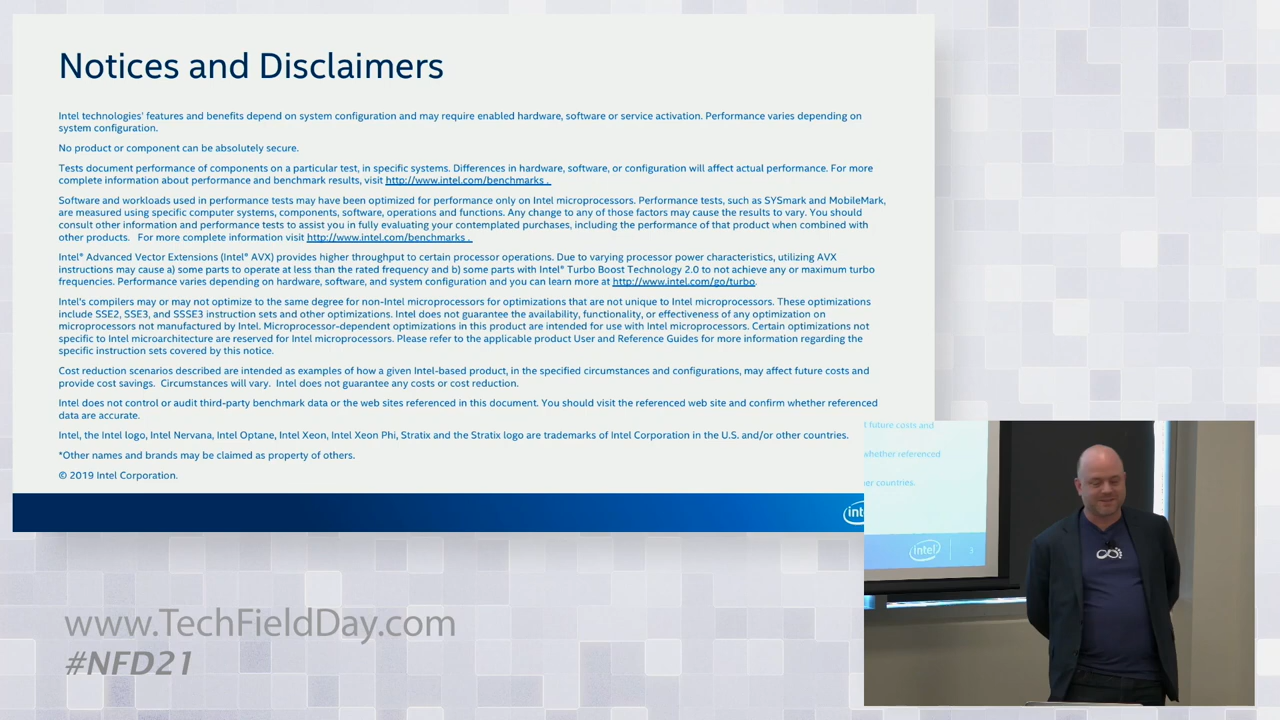 Notices and Disclaimers
Intel technologies' features and benefits depend on system configuration and may require enabled hardware, software or service activation. Performance varies depending on
system configuration.
No product or component can be absolutely secure.
Tests document performance of components on a particular test, in specific systems. Differences in hardware, software, or configuration will affect actual performance. For more
complete information about performance and benchmark results, visit http://www.intel.com/benchmarks .
Software and workloads used in performance tests may have been optimized for performance only on Intel microprocessors. Performance tests, such as SYSmark and MobileMark,
are measured using specific computer systems, components, software, operations and functions. Any change to any of those factors may cause the results to vary. You should
consult other information and performance tests to assist you in fully evaluating your contemplated purchases, including the performance of that product when combined with
other products. For more complete information visit http://www.intel.com/benchmarks .
Intel® Advanced Vector Extensions (Intel® AVX) provides higher throughput to certain processor operations. Due to varying processor power characteristics, utilizing AVX
instructions may cause a) some parts to operate at less than the rated frequency and b) some parts with Intel® Turbo Boost Technology 2.0 to not achieve any or maximum turbo
frequencies. Performance varies depending on hardware, software, and system configuration and you can learn more at http://www.intel.com/go/turbo.
Intel's compilers may or may not optimize to the same degree for non-Intel microprocessors for optimizations that are not unique to Intel microprocessors. These optimizations
include SSE2, SSE3, and SSSE3 instruction sets and other optimizations. Intel does not guarantee the availability, functionality, or effectiveness of any optimization on
microprocessors not manufactured by Intel. Microprocessor-dependent optimizations in this product are intended for use with Intel microprocessors. Certain optimizations not
specific to Intel microarchitecture are reserved for Intel microprocessors. Please refer to the applicable product User and Reference Guides for more information regarding the
specific instruction sets covered by this notice.
Cost reduction scenarios described are intended as examples of how a given Intel-based product, in the specified circumstances and configurations, may affect future costs and
provide cost savings. Circumstances will vary. Intel does not guarantee any costs or cost reduction.
Intel does not control or audit third-party benchmark data or the web sites referenced in this document. You should visit the referenced web site and confirm whether referenced
data are accurate.
Intel, the Intel logo, Intel Nervana, Intel Optane, Intel Xeon, Intel Xeon Phi, Stratix and the Stratix logo are trademarks of Intel Corporation in the U.S. and/or other countries.
*Other names and brands may be claimed as property of others.
© 2019 Intel Corporation.
int
future costs and
whether referenced
er countries.
intel
www.TechFieldDay.com
#NFD21